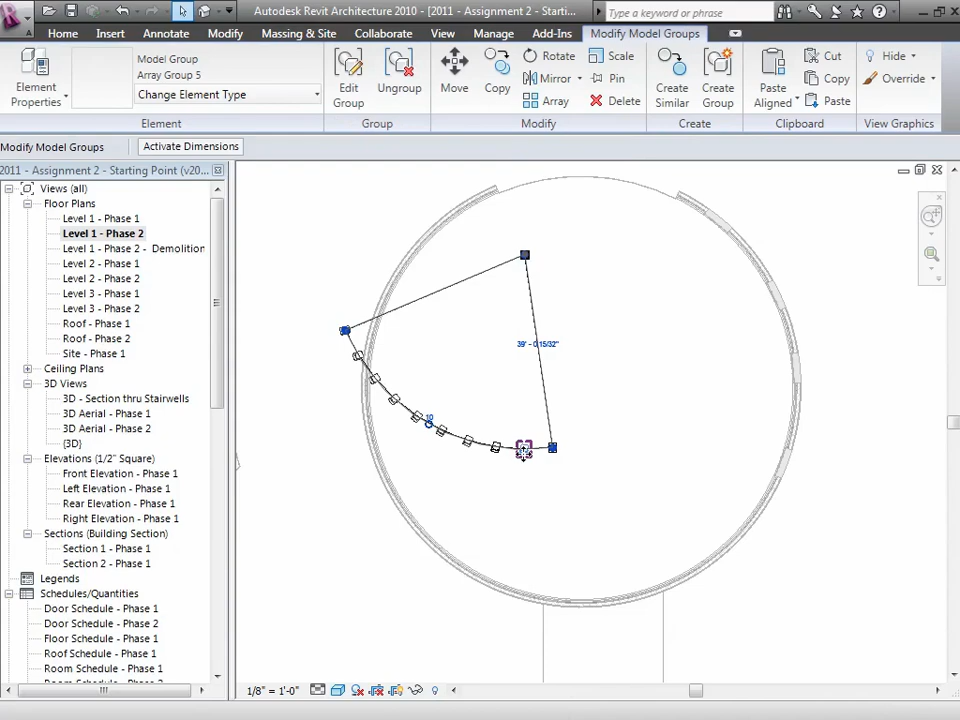 Autodesk Revit Architecture 2010 - [2011 - Assignment 2 - Starti...
Type a keyword or phrase
Home Insert Annotate Modify Massing & Site Collaborate View Manage Add-Ins Modify Model Groups
Element Properties
Model Group
Array Group 5
Change Element Type
Edit Group
Ungroup
Move
Copy
Rotate
Mirror
Array
Scale
Pin
Delete
Create Similar
Create Group
Paste Aligned
Cut
Copy
Paste
Hide
Override
Element Group Modify Create Clipboard View Graphics
Modify Model Groups Activate Dimensions
2011 - Assignment 2 - Starting Point (v20...
Views (all)
Floor Plans
Level 1 - Phase 1
Level 1 - Phase 2
Level 1 - Phase 2 - Demolition
Level 2 - Phase 1
Level 2 - Phase 2
Level 3 - Phase 1
Level 3 - Phase 2
Roof - Phase 1
Roof - Phase 2
Site - Phase 1
Ceiling Plans
3D Views
3D - Section thru Stairwells
3D Aerial - Phase 1
3D Aerial - Phase 2
{3D}
Elevations (1/2" Square)
Front Elevation - Phase 1
Left Elevation - Phase 1
Rear Elevation - Phase 1
Right Elevation - Phase 1
Sections (Building Section)
Section 1 - Phase 1
Section 2 - Phase 1
Legends
Schedules/Quantities
Door Schedule - Phase 1
Door Schedule - Phase 2
Floor Schedule - Phase 1
Roof Schedule - Phase 1
Room Schedule - Phase 1
10
1/8" = 1'-0"